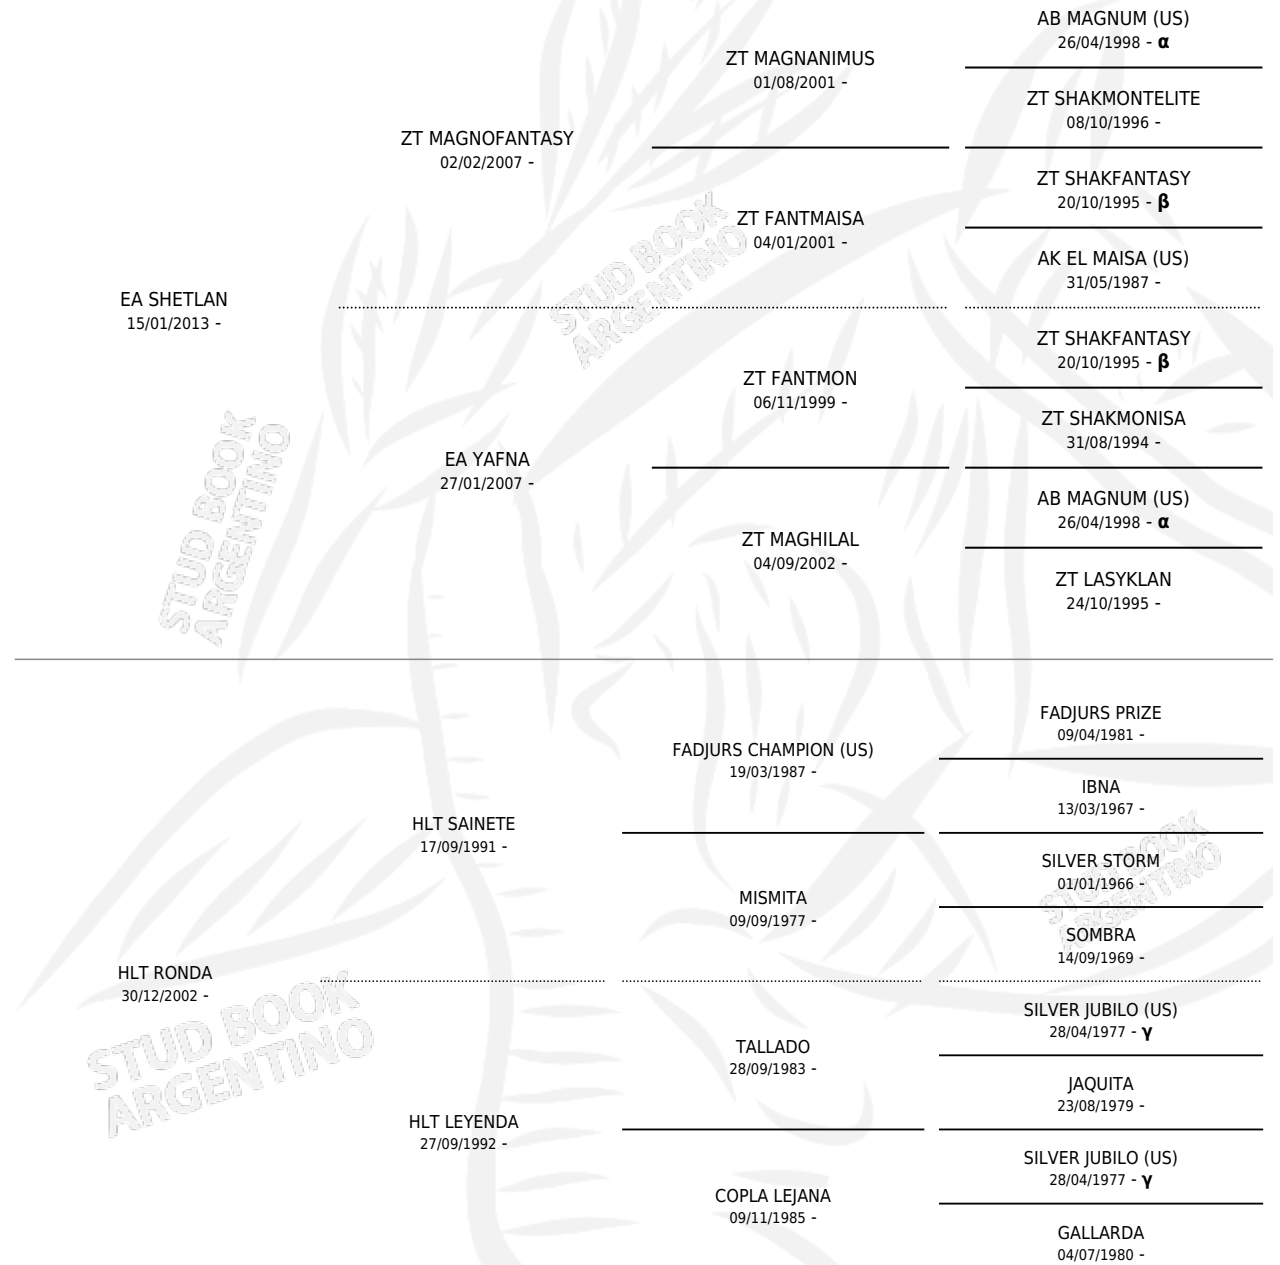 AB MAGNUM (US)
26/04/1998 - α
ZT MAGNANIMUS
01/08/2001 -
ZT SHAKMONTELITE
08/10/1996 -
ZT MAGNOFANTASY
02/02/2007 -
ZT SHAKFANTASY
20/10/1995 - β
ZT FANTMAISA
04/01/2001 -
AK EL MAISA (US)
31/05/1987 -
EA SHETLAN
15/01/2013 -
ZT SHAKFANTASY
20/10/1995 - β
ZT FANTMON
06/11/1999 -
ZT SHAKMONISA
31/08/1994 -
EA YAFNA
27/01/2007 -
AB MAGNUM (US)
26/04/1998 - α
ZT MAGHILAL
04/09/2002 -
ZT LASYKLAN
24/10/1995 -
FADJURS PRIZE
09/04/1981 -
FADJURS CHAMPION (US)
19/03/1987 -
IBNA
13/03/1967 -
HLT SAINETE
17/09/1991 -
SILVER STORM
01/01/1966 -
MISMITA
09/09/1977 -
SOMBRA
14/09/1969 -
HLT RONDA
30/12/2002 -
SILVER JUBILO (US)
28/04/1977 - γ
TALLADO
28/09/1983 -
JAQUITA
23/08/1979 -
HLT LEYENDA
27/09/1992 -
SILVER JUBILO (US)
28/04/1977 - γ
COPLA LEJANA
09/11/1985 -
GALLARDA
04/07/1980 -
STUD BOOK
ARGENTINO
STUD BOOK
ARGENTINO
STUD BOOK
ARGENTINO
STUD BOOK
ARGENTINO